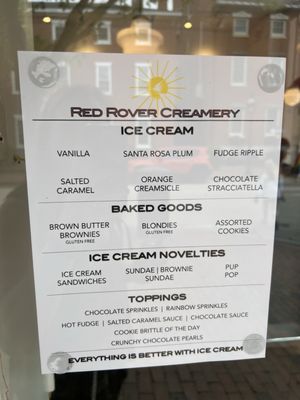 RED ROVER CREAMERY
ICE CREAM
VANILLA SANTA ROSA PLUM FUDGE RIPPLE
SALTED ORANGE CHOCOLATE
CARAMEL CREAMSICLE STRACCIATELLA
BAKED GOODS
BROWN BUTTER BLONDIES ASSORTED
BROWNIES GLUTEN FREE COOKIES
GLUTEN FREE
ICE CREAM NOVELTIES
ICE CREAM SUNDAE | BROWNIE PUP
SANDWICHES SUNDAE POP
TOPPINGS
CHOCOLATE SPRINKLES | RAINBOW SPRINKLES
HOT FUDGE | SALTED CARAMEL SAUCE | CHOCOLATE SAUCE
COOKIE BRITTLE OF THE DAY
CRUNCHY CHOCOLATE PEARLS
EVERYTHING IS BETTER WITH ICE CREAM